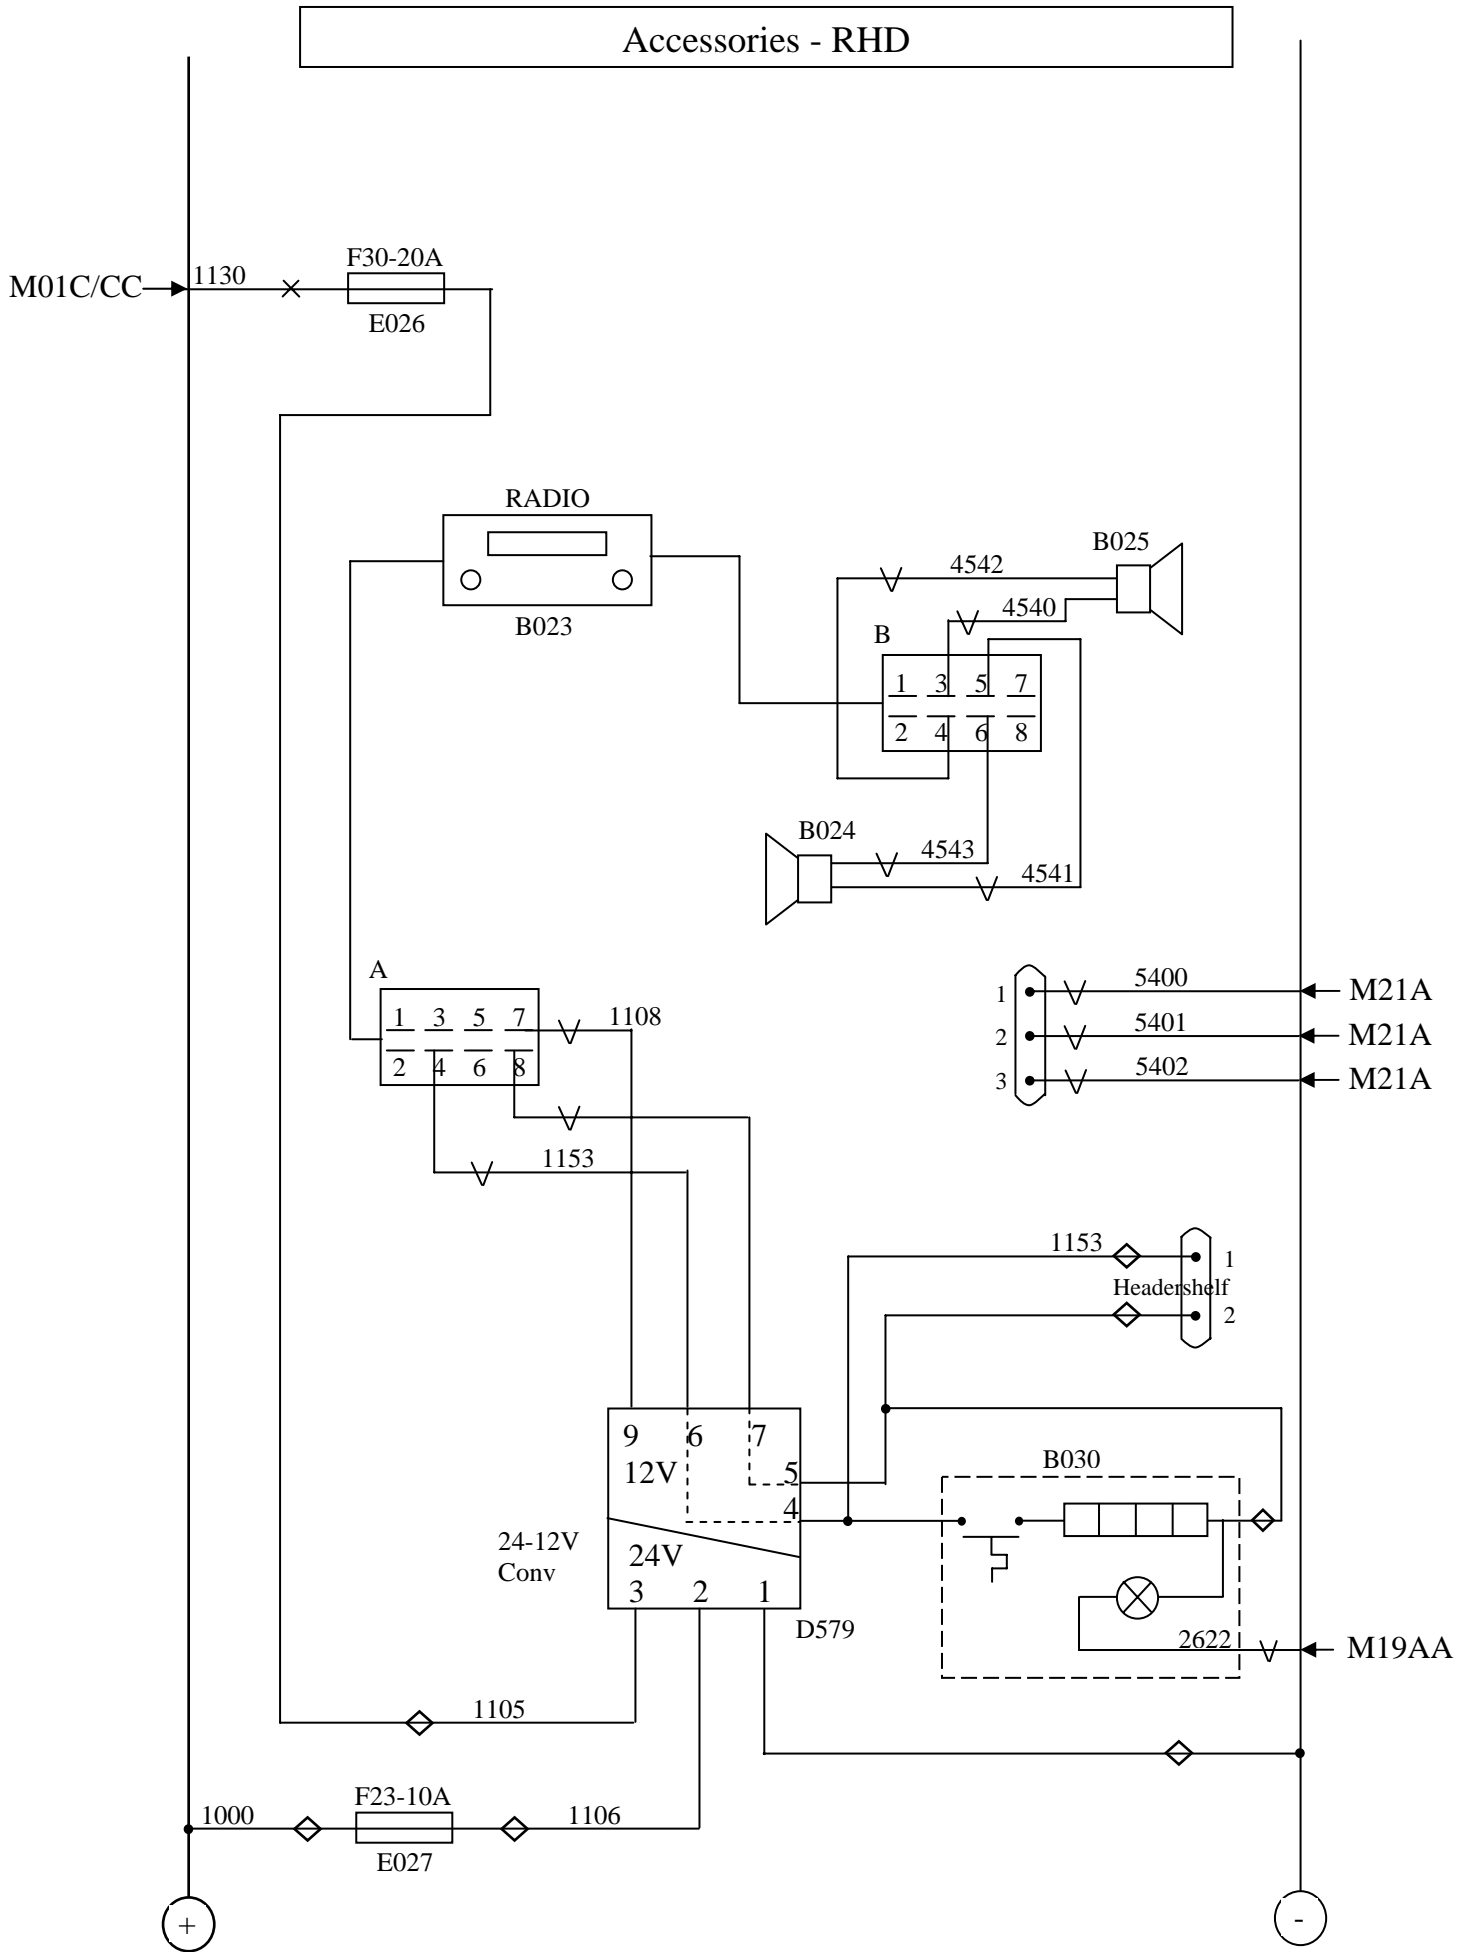 Accessories - RHD
M01C/CC
1130
F30-20A
E026
RADIO
B023
B025
4542
4540
B
1 3 5 7
2 4 6 8
B024
4543
4541
A
1 3 5 7
2 4 6 8
1108
1153
1 5400 M21A
2 5401 M21A
3 5402 M21A
1153
1
Headershelf
2
9 6 7
12V 5
4
24-12V
Conv
24V
3 2 1
D579
B030
2622
M19AA
1105
F23-10A
1000
1106
E027
+
-